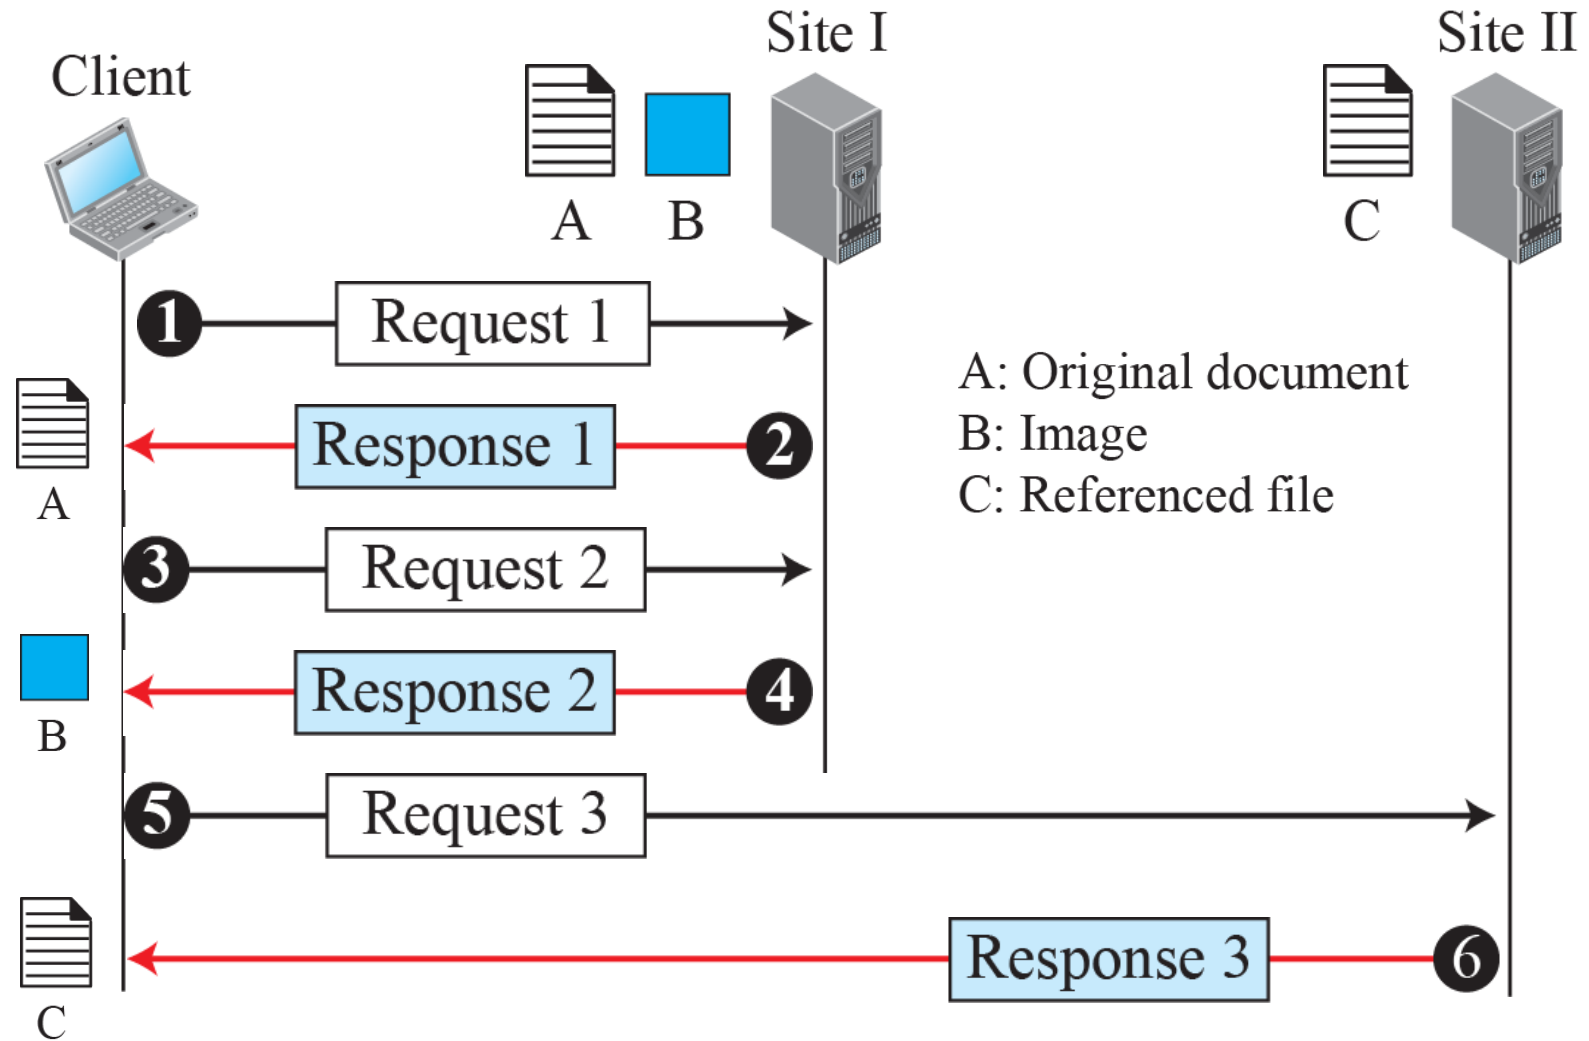 Client
Site I
Site II
A
B
C
1
Request 1
A: Original document
B: Image
C: Referenced file
Response 1
2
A
3
Request 2
Response 2
4
B
5
Request 3
Response 3
6
C